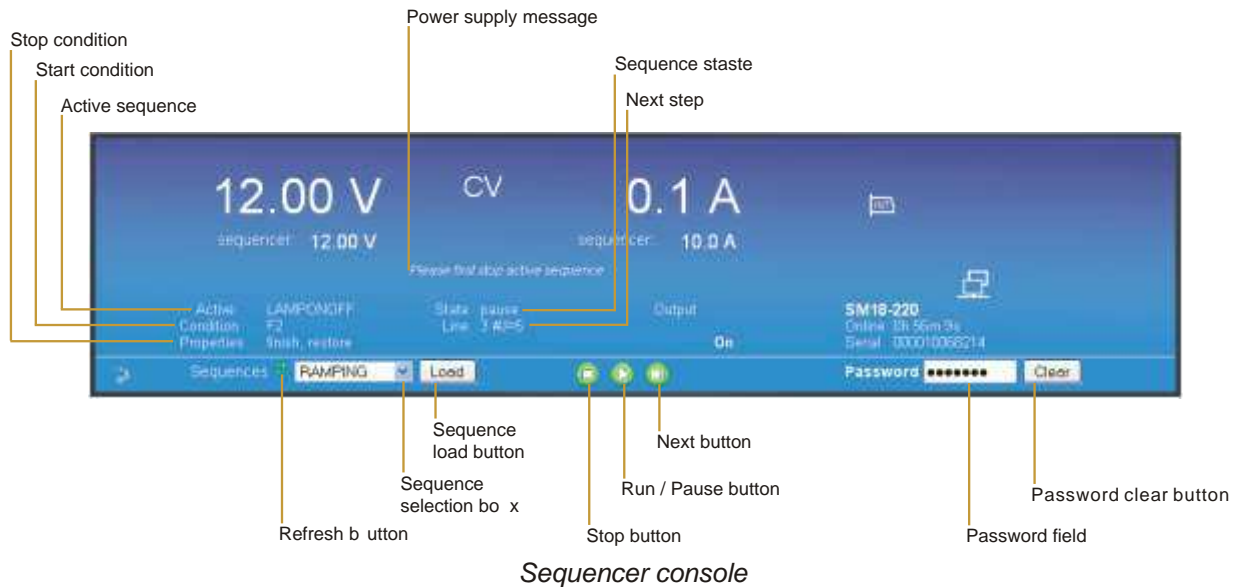 Power supply message
Stop condition
Start condition
Sequence staste
Active sequence
Next step
12.00 V
CV
0.1 A
sequencer: 12.00 V
sequencer: 10.0 A
Please first stop active sequence
Active LAMPONOFF
State pause
Output
SM18-220
Condition F2
Line 3
Online
Properties finish, restore
On
Serial 000010068214
Sequences RAMPING Load
Password ●●●●●●● Clear
Sequence
load button
Next button
Sequence
selection bo x
Run / Pause button
Password clear button
Refresh b utton
Stop button
Password field
Sequencer console